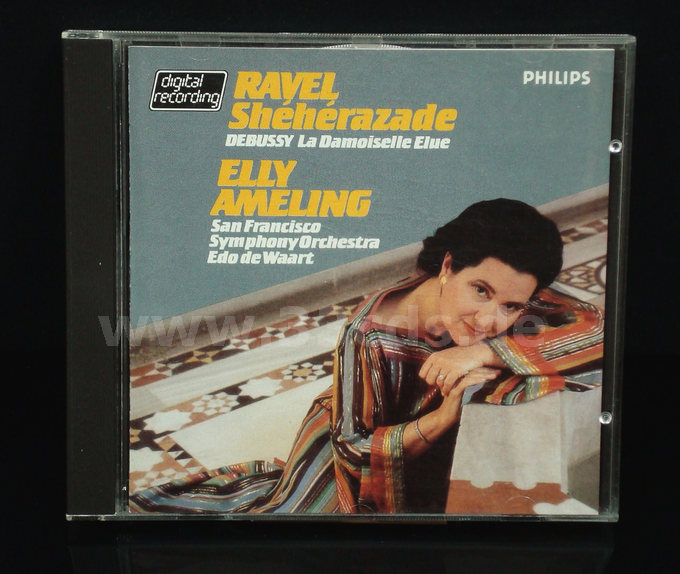 digital
recording
RAVEL
Shéhérazade
DEBUSSY La Damoiselle Elue
PHILIPS
ELLY
AMELING
San Francisco
Symphony Orchestra
Edo de Waart